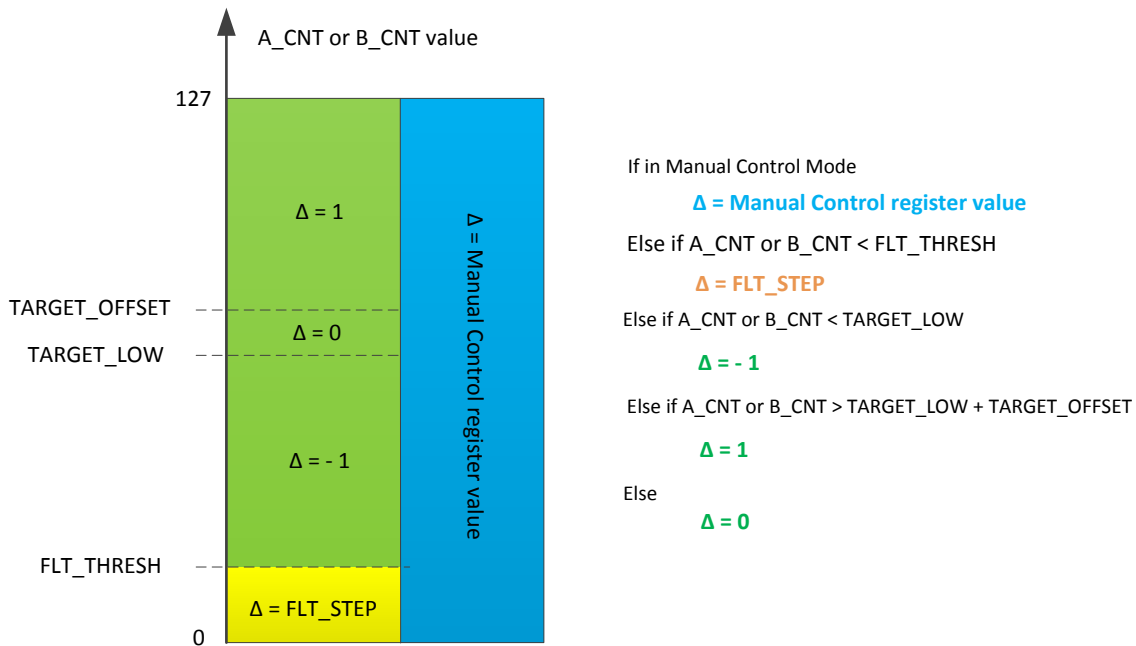 A_CNT or B_CNT value
127
Δ = 1
TARGET_OFFSET
Δ = 0
TARGET_LOW
Δ = - 1
FLT_THRESH
Δ = FLT_STEP
0
Δ = Manual Control register value
If in Manual Control Mode
Δ = Manual Control register value
Else if A_CNT or B_CNT < FLT_THRESH
Δ = FLT_STEP
Else if A_CNT or B_CNT < TARGET_LOW
Δ = - 1
Else if A_CNT or B_CNT > TARGET_LOW + TARGET_OFFSET
Δ = 1
Else
Δ = 0